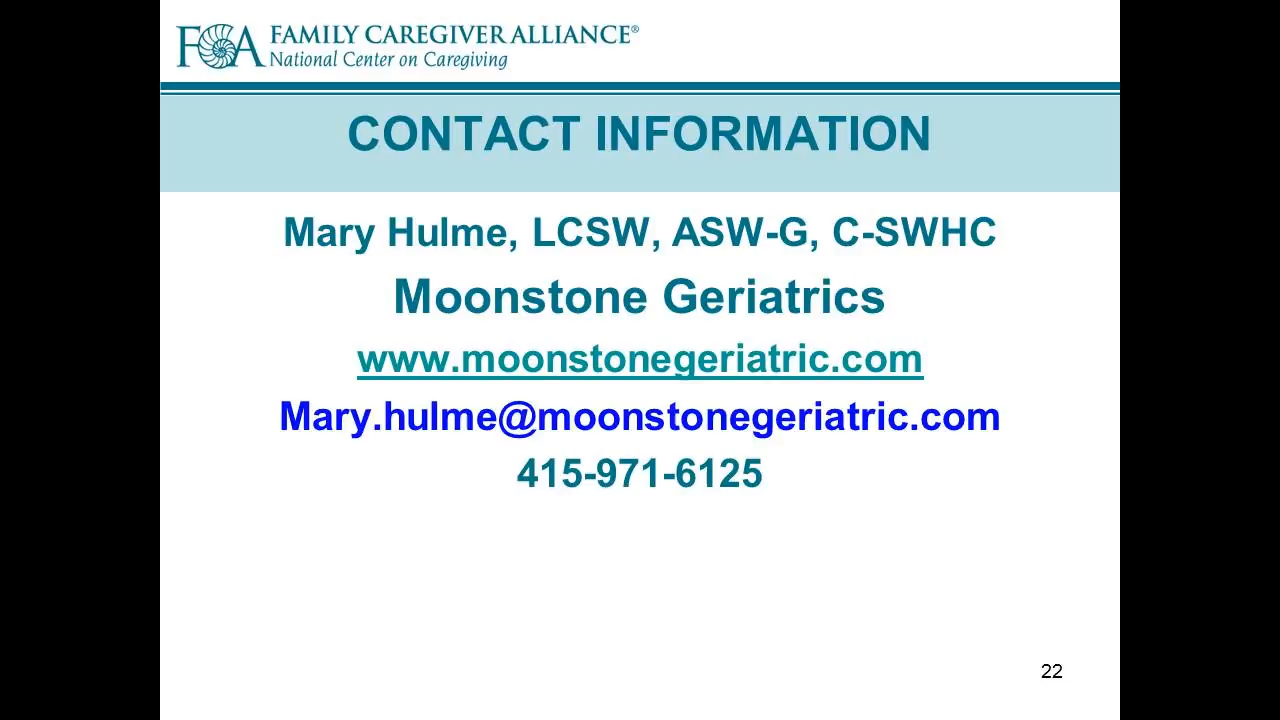 FCA FAMILY CAREGIVER ALLIANCE®
National Center on Caregiving
CONTACT INFORMATION
Mary Hulme, LCSW, ASW-G, C-SWHC
Moonstone Geriatrics
www.moonstonegeriatric.com
Mary.hulme@moonstonegeriatric.com
415-971-6125
22